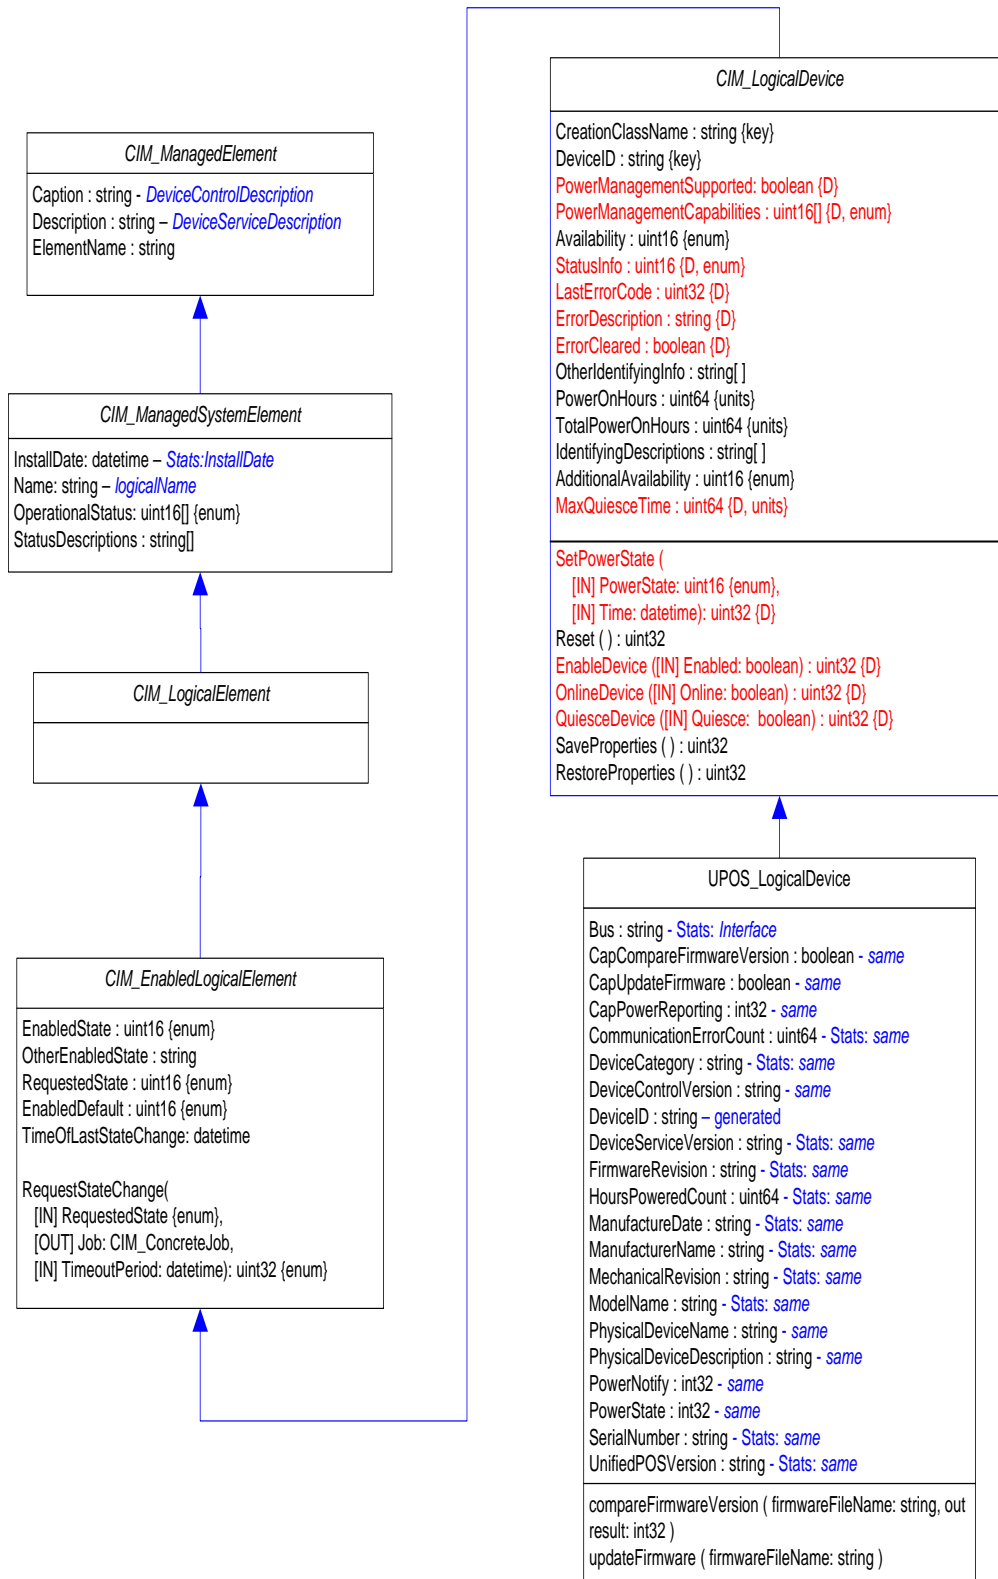 CIM_ManagedElement
Caption : string - DeviceControlDescription
Description : string – DeviceServiceDescription
ElementName : string
CIM_ManagedSystemElement
InstallDate: datetime – Stats:InstallDate
Name: string – logicalName
OperationalStatus: uint16[] {enum}
StatusDescriptions : string[]
CIM_LogicalElement
CIM_EnabledLogicalElement
EnabledState : uint16 {enum}
OtherEnabledState : string
RequestedState : uint16 {enum}
EnabledDefault : uint16 {enum}
TimeOfLastStateChange: datetime
RequestStateChange(
[IN] RequestedState {enum},
[OUT] Job: CIM_ConcreteJob,
[IN] TimeoutPeriod: datetime): uint32 {enum}
CIM_LogicalDevice
CreationClassName : string {key}
DeviceID : string {key}
PowerManagementSupported: boolean {D}
PowerManagementCapabilities : uint16[] {D, enum}
Availability : uint16 {enum}
StatusInfo : uint16 {D, enum}
LastErrorCode : uint32 {D}
ErrorDescription : string {D}
ErrorCleared : boolean {D}
OtherIdentifyingInfo : string[ ]
PowerOnHours : uint64 {units}
TotalPowerOnHours : uint64 {units}
IdentifyingDescriptions : string[ ]
AdditionalAvailability : uint16 {enum}
MaxQuiesceTime : uint64 {D, units}
SetPowerState (
[IN] PowerState: uint16 {enum},
[IN] Time: datetime): uint32 {D}
Reset ( ) : uint32
EnableDevice ([IN] Enabled: boolean) : uint32 {D}
OnlineDevice ([IN] Online: boolean) : uint32 {D}
QuiesceDevice ([IN] Quiesce: boolean) : uint32 {D}
SaveProperties ( ) : uint32
RestoreProperties ( ) : uint32
UPOS_LogicalDevice
Bus : string - Stats: Interface
CapCompareFirmwareVersion : boolean - same
CapUpdateFirmware : boolean - same
CapPowerReporting : int32 - same
CommunicationErrorCount : uint64 - Stats: same
DeviceCategory : string - Stats: same
DeviceControlVersion : string - same
DeviceID : string – generated
DeviceServiceVersion : string - Stats: same
FirmwareRevision : string - Stats: same
HoursPoweredCount : uint64 - Stats: same
ManufactureDate : string - Stats: same
ManufacturerName : string - Stats: same
MechanicalRevision : string - Stats: same
ModelName : string - Stats: same
PhysicalDeviceName : string - same
PhysicalDeviceDescription : string - same
PowerNotify : int32 - same
PowerState : int32 - same
SerialNumber : string - Stats: same
UnifiedPOSVersion : string - Stats: same
compareFirmwareVersion ( firmwareFileName: string, out
result: int32 )
updateFirmware ( firmwareFileName: string )